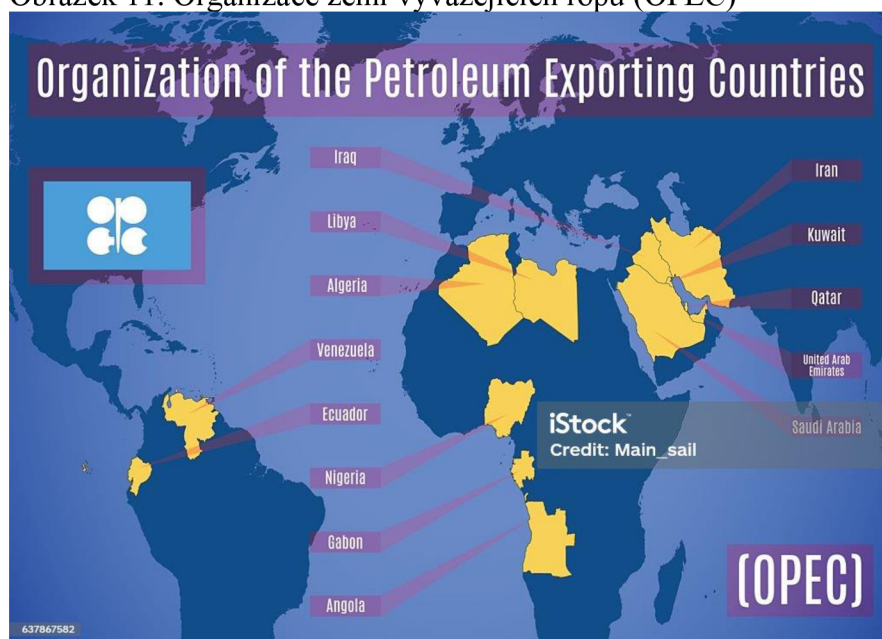 Obrázek 11: Organizace zemí vyvážejících ropu (OPEC)
Organization of the Petroleum Exporting Countries
Iraq
Libya
Algeria
Venezuela
Ecuador
Nigeria
Gabon
Angola
Iran
Kuwait
Qatar
United Arab
Emirates
Saudi Arabia
iStock™
Credit: Main_sail
(OPEC)
637867582